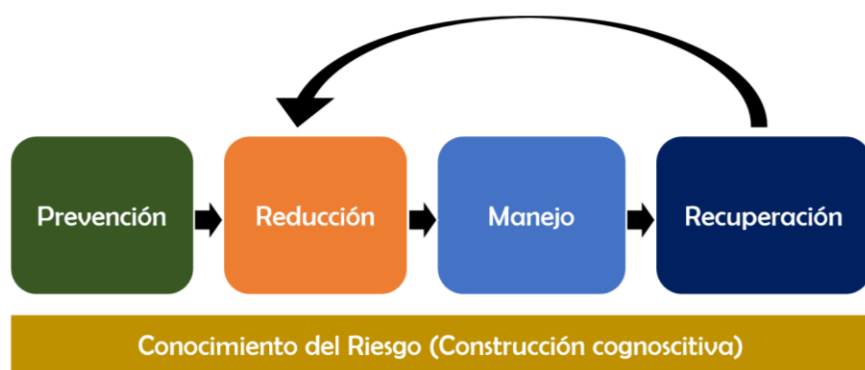 Prevención
Reducción
Manejo
Recuperación
Conocimiento del Riesgo (Construcción cognoscitiva)